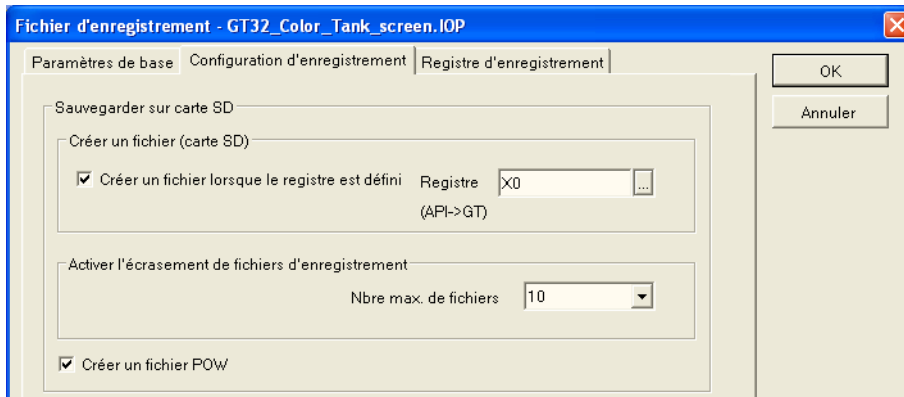 Fichier d'enregistrement - GT32_Color_Tank_screen.IOP
Paramètres de base
Configuration d'enregistrement
Registre d'enregistrement
OK
Annuler
Sauvegarder sur carte SD
Créer un fichier (carte SD)
Créer un fichier lorsque le registre est défini
Registre
X0
...
(API->GT)
Activer l'écrasement de fichiers d'enregistrement
Nbre max. de fichiers
10
Créer un fichier POW